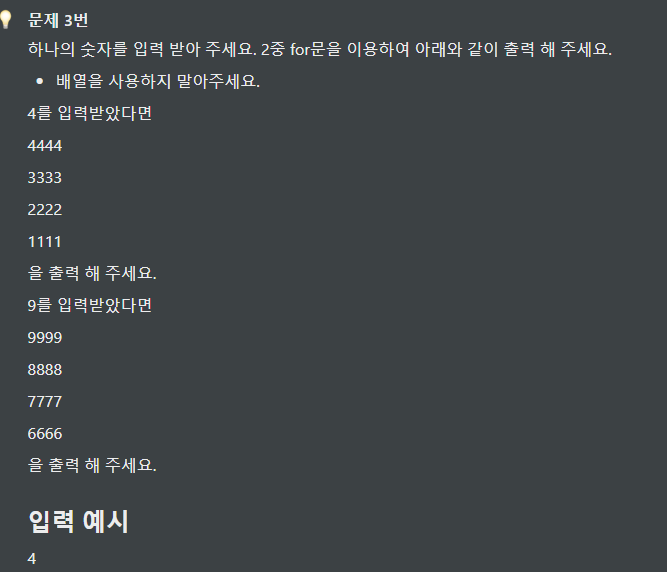 문제 3번
하나의 숫자를 입력 받아 주세요. 2중 for문을 이용하여 아래와 같이 출력 해 주세요.
• 배열을 사용하지 말아주세요.
4를 입력받았다면
4444
3333
2222
1111
을 출력 해 주세요.
9를 입력받았다면
9999
8888
7777
6666
을 출력 해 주세요.
입력 예시
4